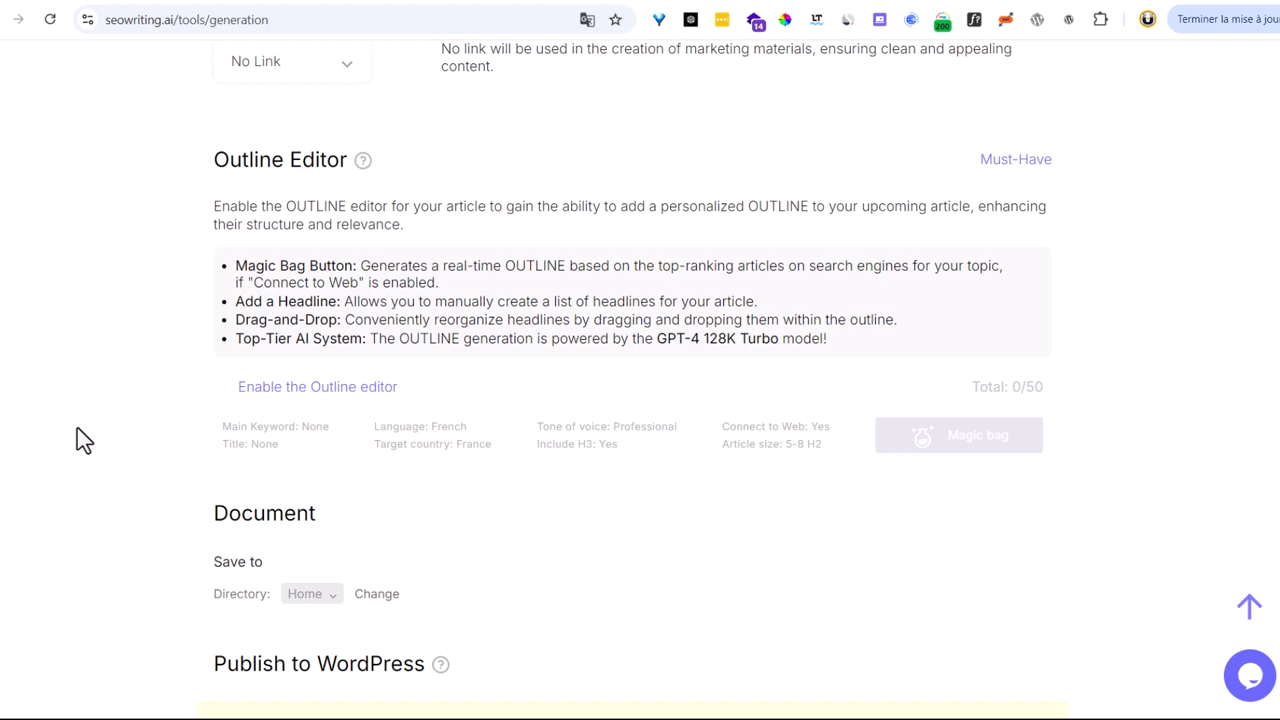 seowriting.ai/tools/generation
14
LT
200
f?
Terminer la mise à jour
No Link
No link will be used in the creation of marketing materials, ensuring clean and appealing
content.
Outline Editor ?
Must-Have
Enable the OUTLINE editor for your article to gain the ability to add a personalized OUTLINE to your upcoming article, enhancing
their structure and relevance.
• Magic Bag Button: Generates a real-time OUTLINE based on the top-ranking articles on search engines for your topic,
if "Connect to Web" is enabled.
• Add a Headline: Allows you to manually create a list of headlines for your article.
• Drag-and-Drop: Conveniently reorganize headlines by dragging and dropping them within the outline.
• Top-Tier AI System: The OUTLINE generation is powered by the GPT-4 128K Turbo model!
Enable the Outline editor
Total: 0/50
Main Keyword: None Language: French Tone of voice: Professional Connect to Web: Yes
Title: None Target country: France Include H3: Yes Article size: 5-8 H2
Magic bag
Document
Save to
Directory: Home Change
Publish to WordPress ?